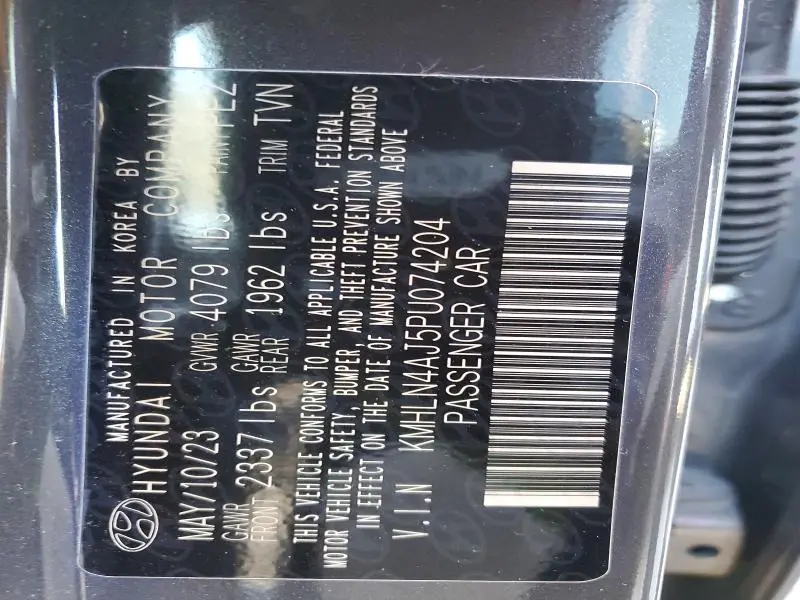 MANUFACTURED IN KOREA BY
HYUNDAI MOTOR COMPANY
MAY/10/23 GVWR 4079 lbs
GAWR FRONT 2337 lbs GAWR REAR 1962 lbs TRIM TVN
THIS VEHICLE CONFORMS TO ALL APPLICABLE U.S.A. FEDERAL
MOTOR VEHICLE SAFETY, BUMPER, AND THEFT PREVENTION STANDARDS
IN EFFECT ON THE DATE OF MANUFACTURE SHOWN ABOVE
V.I.N KMHLN4AJ5PU074204
PASSENGER CAR